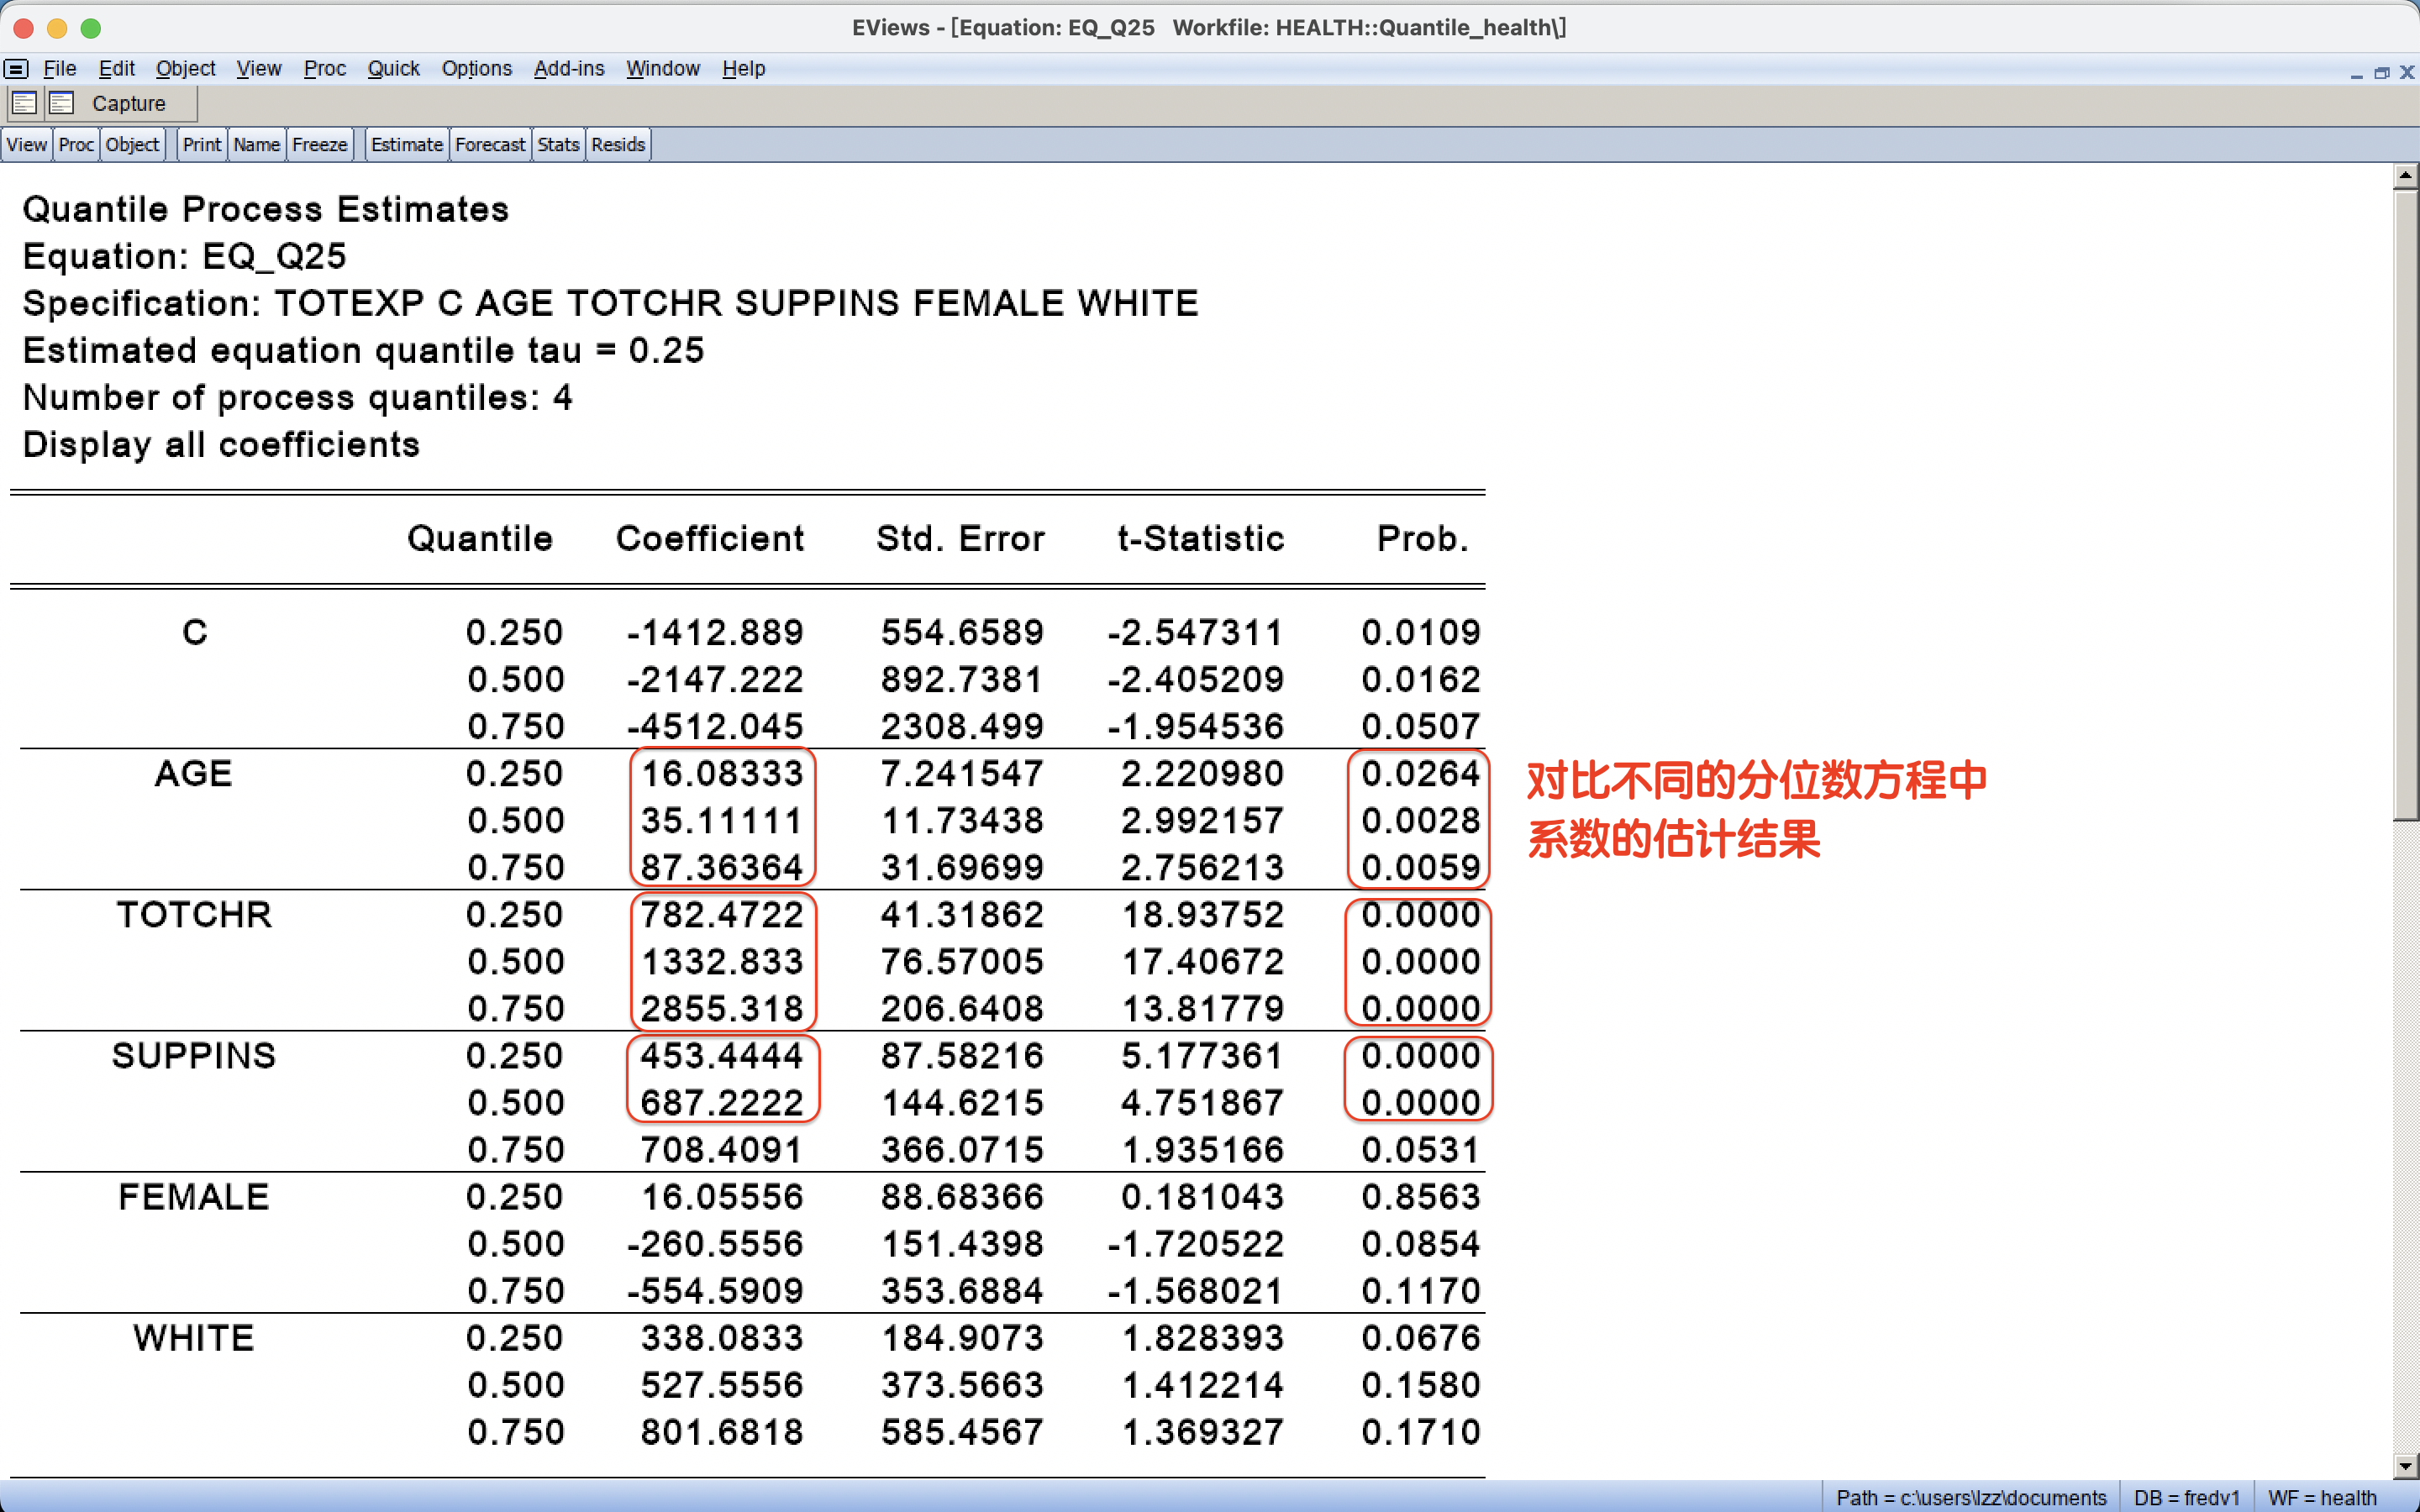 EViews - [Equation: EQ_Q25   Workfile: HEALTH::Quantile_health\]
File Edit Object View Proc Quick Options Add-ins Window Help
Capture
View Proc Object Print Name Freeze Estimate Forecast Stats Resids
Quantile Process Estimates
Equation: EQ_Q25
Specification: TOTEXP C AGE TOTCHR SUPPINS FEMALE WHITE
Estimated equation quantile tau = 0.25
Number of process quantiles: 4
Display all coefficients
Quantile Coefficient Std. Error t-Statistic Prob.
C 0.250 -1412.889 554.6589 -2.547311 0.0109
0.500 -2147.222 892.7381 -2.405209 0.0162
0.750 -4512.045 2308.499 -1.954536 0.0507
AGE 0.250 16.08333 7.241547 2.220980 0.0264
0.500 35.11111 11.73438 2.992157 0.0028
0.750 87.36364 31.69699 2.756213 0.0059
对比不同的分位数方程中
系数的估计结果
TOTCHR 0.250 782.4722 41.31862 18.93752 0.0000
0.500 1332.833 76.57005 17.40672 0.0000
0.750 2855.318 206.6408 13.81779 0.0000
SUPPINS 0.250 453.4444 87.58216 5.177361 0.0000
0.500 687.2222 144.6215 4.751867 0.0000
0.750 708.4091 366.0715 1.935166 0.0531
FEMALE 0.250 16.05556 88.68366 0.181043 0.8563
0.500 -260.5556 151.4398 -1.720522 0.0854
0.750 -554.5909 353.6884 -1.568021 0.1170
WHITE 0.250 338.0833 184.9073 1.828393 0.0676
0.500 527.5556 373.5663 1.412214 0.1580
0.750 801.6818 585.4567 1.369327 0.1710
Path = c:\users\lzz\documents DB = fredv1 WF = health